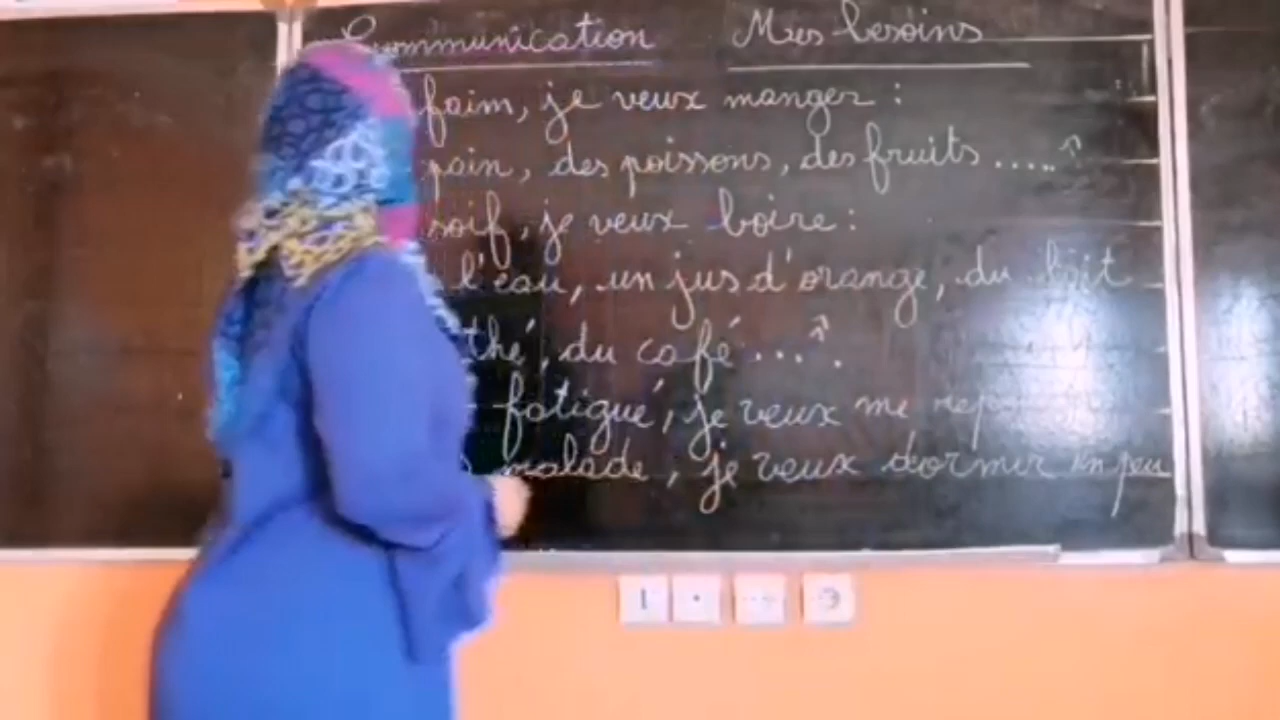 Communication Mes besoins
faim, je veux manger :
pain, des poissons, des fruits .....
soif, je veux boire :
l'eau, un jus d'orange, du lait
thé, du café ....
fatigué, je veux me
malade, je veux dormir un peu